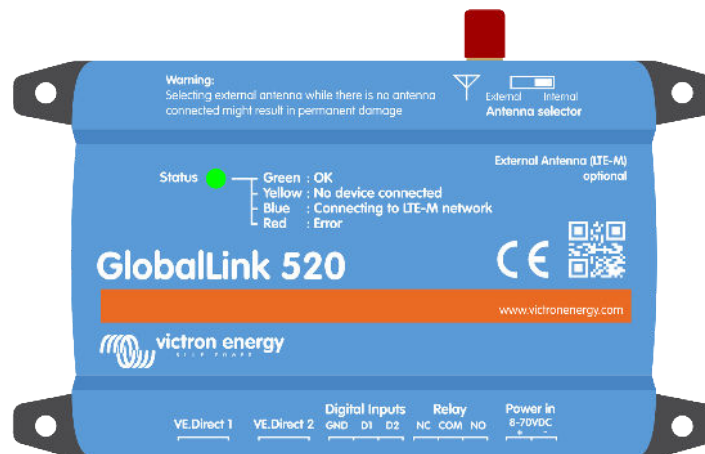 Warning:
Selecting external antenna while there is no antenna
connected might result in permanent damage
External Internal
Antenna selector
External Antenna (LTE-M)
optional
Status
Green : OK
Yellow : No device connected
Blue : Connecting to LTE-M network
Red : Error
GlobalLink 520
CE
www.victronenergy.com
victron energy
BLUE POWER
VE.Direct 1
VE.Direct 2
Digital Inputs
GND D1 D2
Relay
NC COM NO
Power in
8-70VDC
+ -